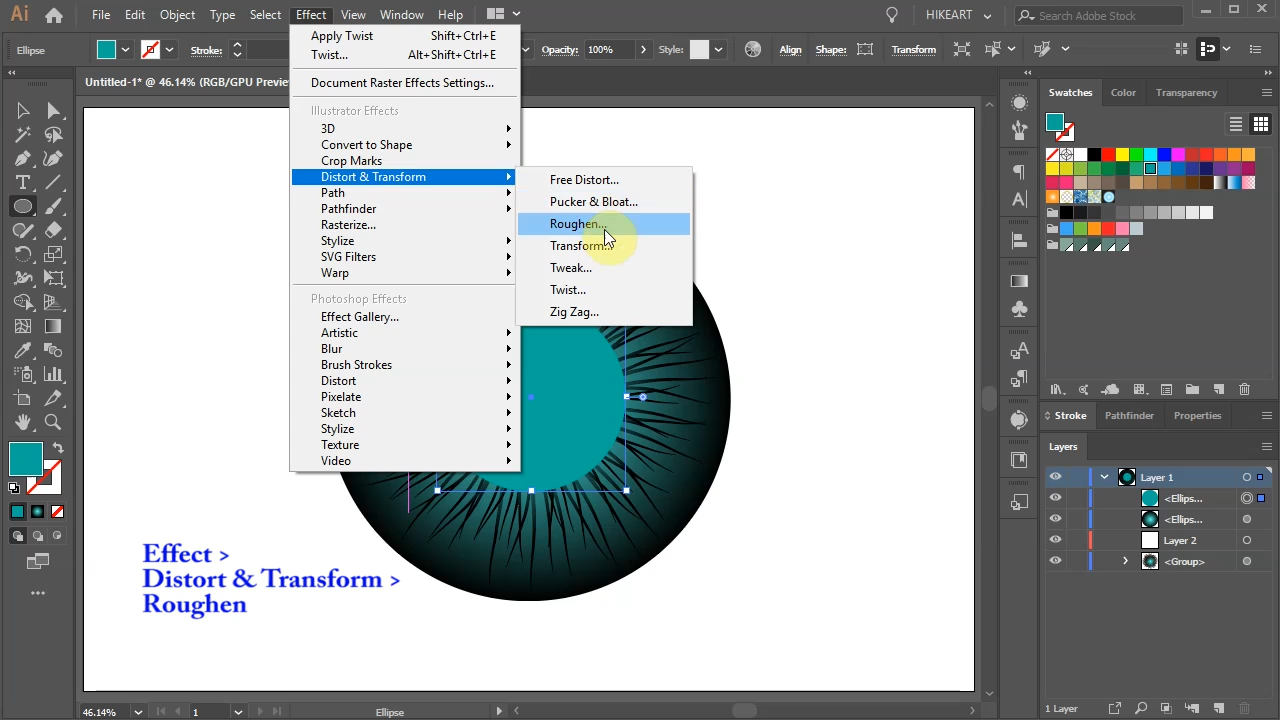 Ai File Edit Object Type Select Effect View Window Help HIKEART Search Adobe Stock
Ellipse Stroke: Opacity: 100% Style: Align Shape: Transform
Untitled-1* @ 46.14% (RGB/GPU Previe
Apply Twist Shift+Ctrl+E
Twist... Alt+Shift+Ctrl+E
Document Raster Effects Settings...
Illustrator Effects
3D
Convert to Shape
Crop Marks
Distort & Transform
Path
Pathfinder
Rasterize...
Stylize
SVG Filters
Warp
Photoshop Effects
Effect Gallery...
Artistic
Blur
Brush Strokes
Distort
Pixelate
Sketch
Stylize
Texture
Video
Free Distort...
Pucker & Bloat...
Roughen...
Transform...
Tweak...
Twist...
Zig Zag...
Effect >
Distort & Transform >
Roughen
Swatches Color Transparency
Stroke Pathfinder Properties
Layers
Layer 1
<Ellips...
<Ellips...
Layer 2
<Group>
1 Layer
46.14% 1 Ellipse